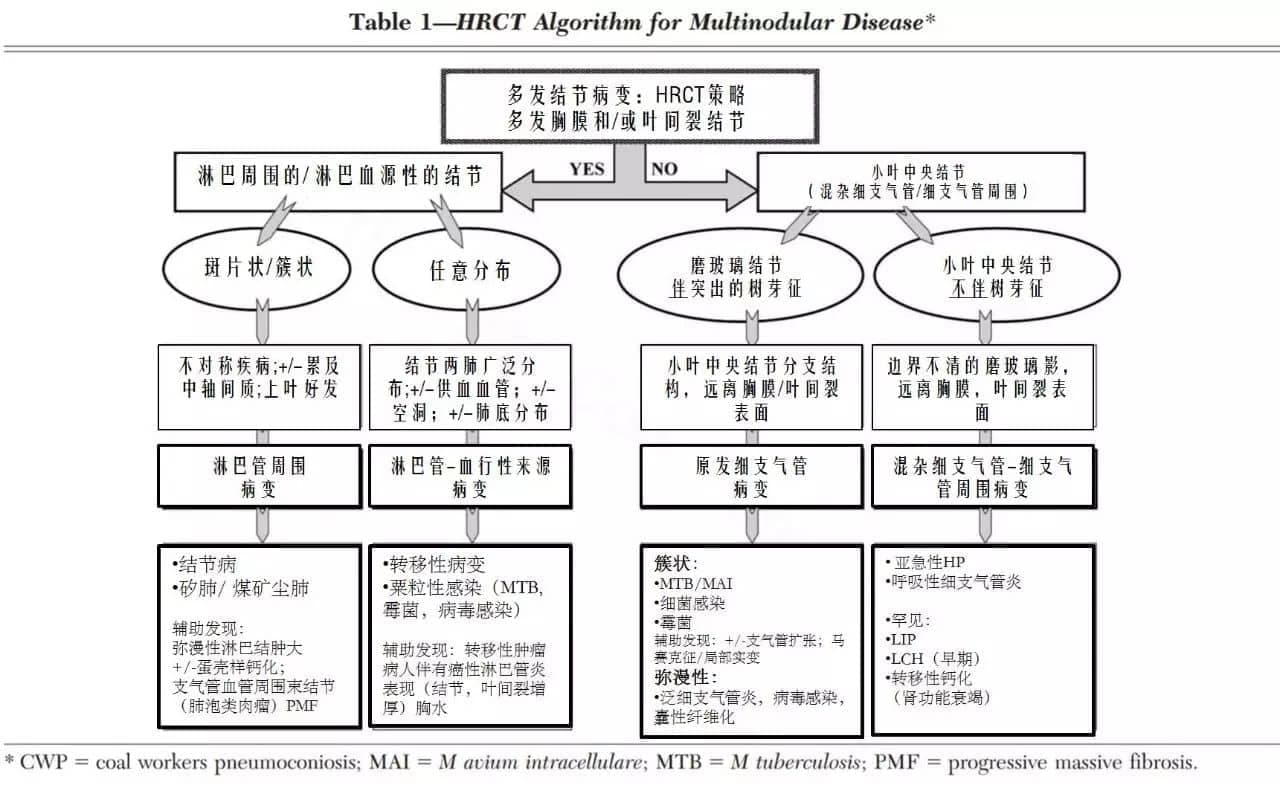 Table 1—HRCT Algorithm for Multinodular Disease*
多发结节病变：HRCT策略
多发胸膜和/或叶间裂结节
YES
NO
淋巴周围的/淋巴血源性的结节
小叶中央结节
（混杂细支气管/细支气管周围）
斑片状/簇状
任意分布
磨玻璃结节
伴突出的树芽征
小叶中央结节
不伴树芽征
不对称疾病;+/-累及
中轴间质;上叶好发
结节两肺广泛分
布;+/-供血血管；+/-
空洞；+/-肺底分布
小叶中央结节分支结
构，远离胸膜/叶间裂
表面
边界不清的磨玻璃影，
远离胸膜，叶间裂表
面
淋巴管周围
病变
淋巴管-血行性来源
病变
原发细支气管
病变
混杂细支气管-细支气
管周围病变
•结节病
•矽肺/ 煤矿尘肺
辅助发现：
弥漫性淋巴结肿大
+/-蛋壳样钙化；
支气管血管周围束结节
（肺泡类肉瘤）PMF
•转移性病变
•粟粒性感染（MTB,
霉菌，病毒感染）
辅助发现：转移性肿瘤
病人伴有癌性淋巴管炎
表现（结节，叶间裂增
厚）胸水
簇状：
•MTB/MAI
•细菌感染
•霉菌
辅助发现：+/-支气管扩张；马
赛克征/局部实变
弥漫性：
•泛细支气管炎，病毒感染，
囊性纤维化
•亚急性HP
•呼吸性细支气管炎
•罕见：
•LIP
•LCH（早期）
•转移性钙化
（肾功能衰竭）
* CWP = coal workers pneumoconiosis; MAI = M avium intracellulare; MTB = M tuberculosis; PMF = progressive massive fibrosis.